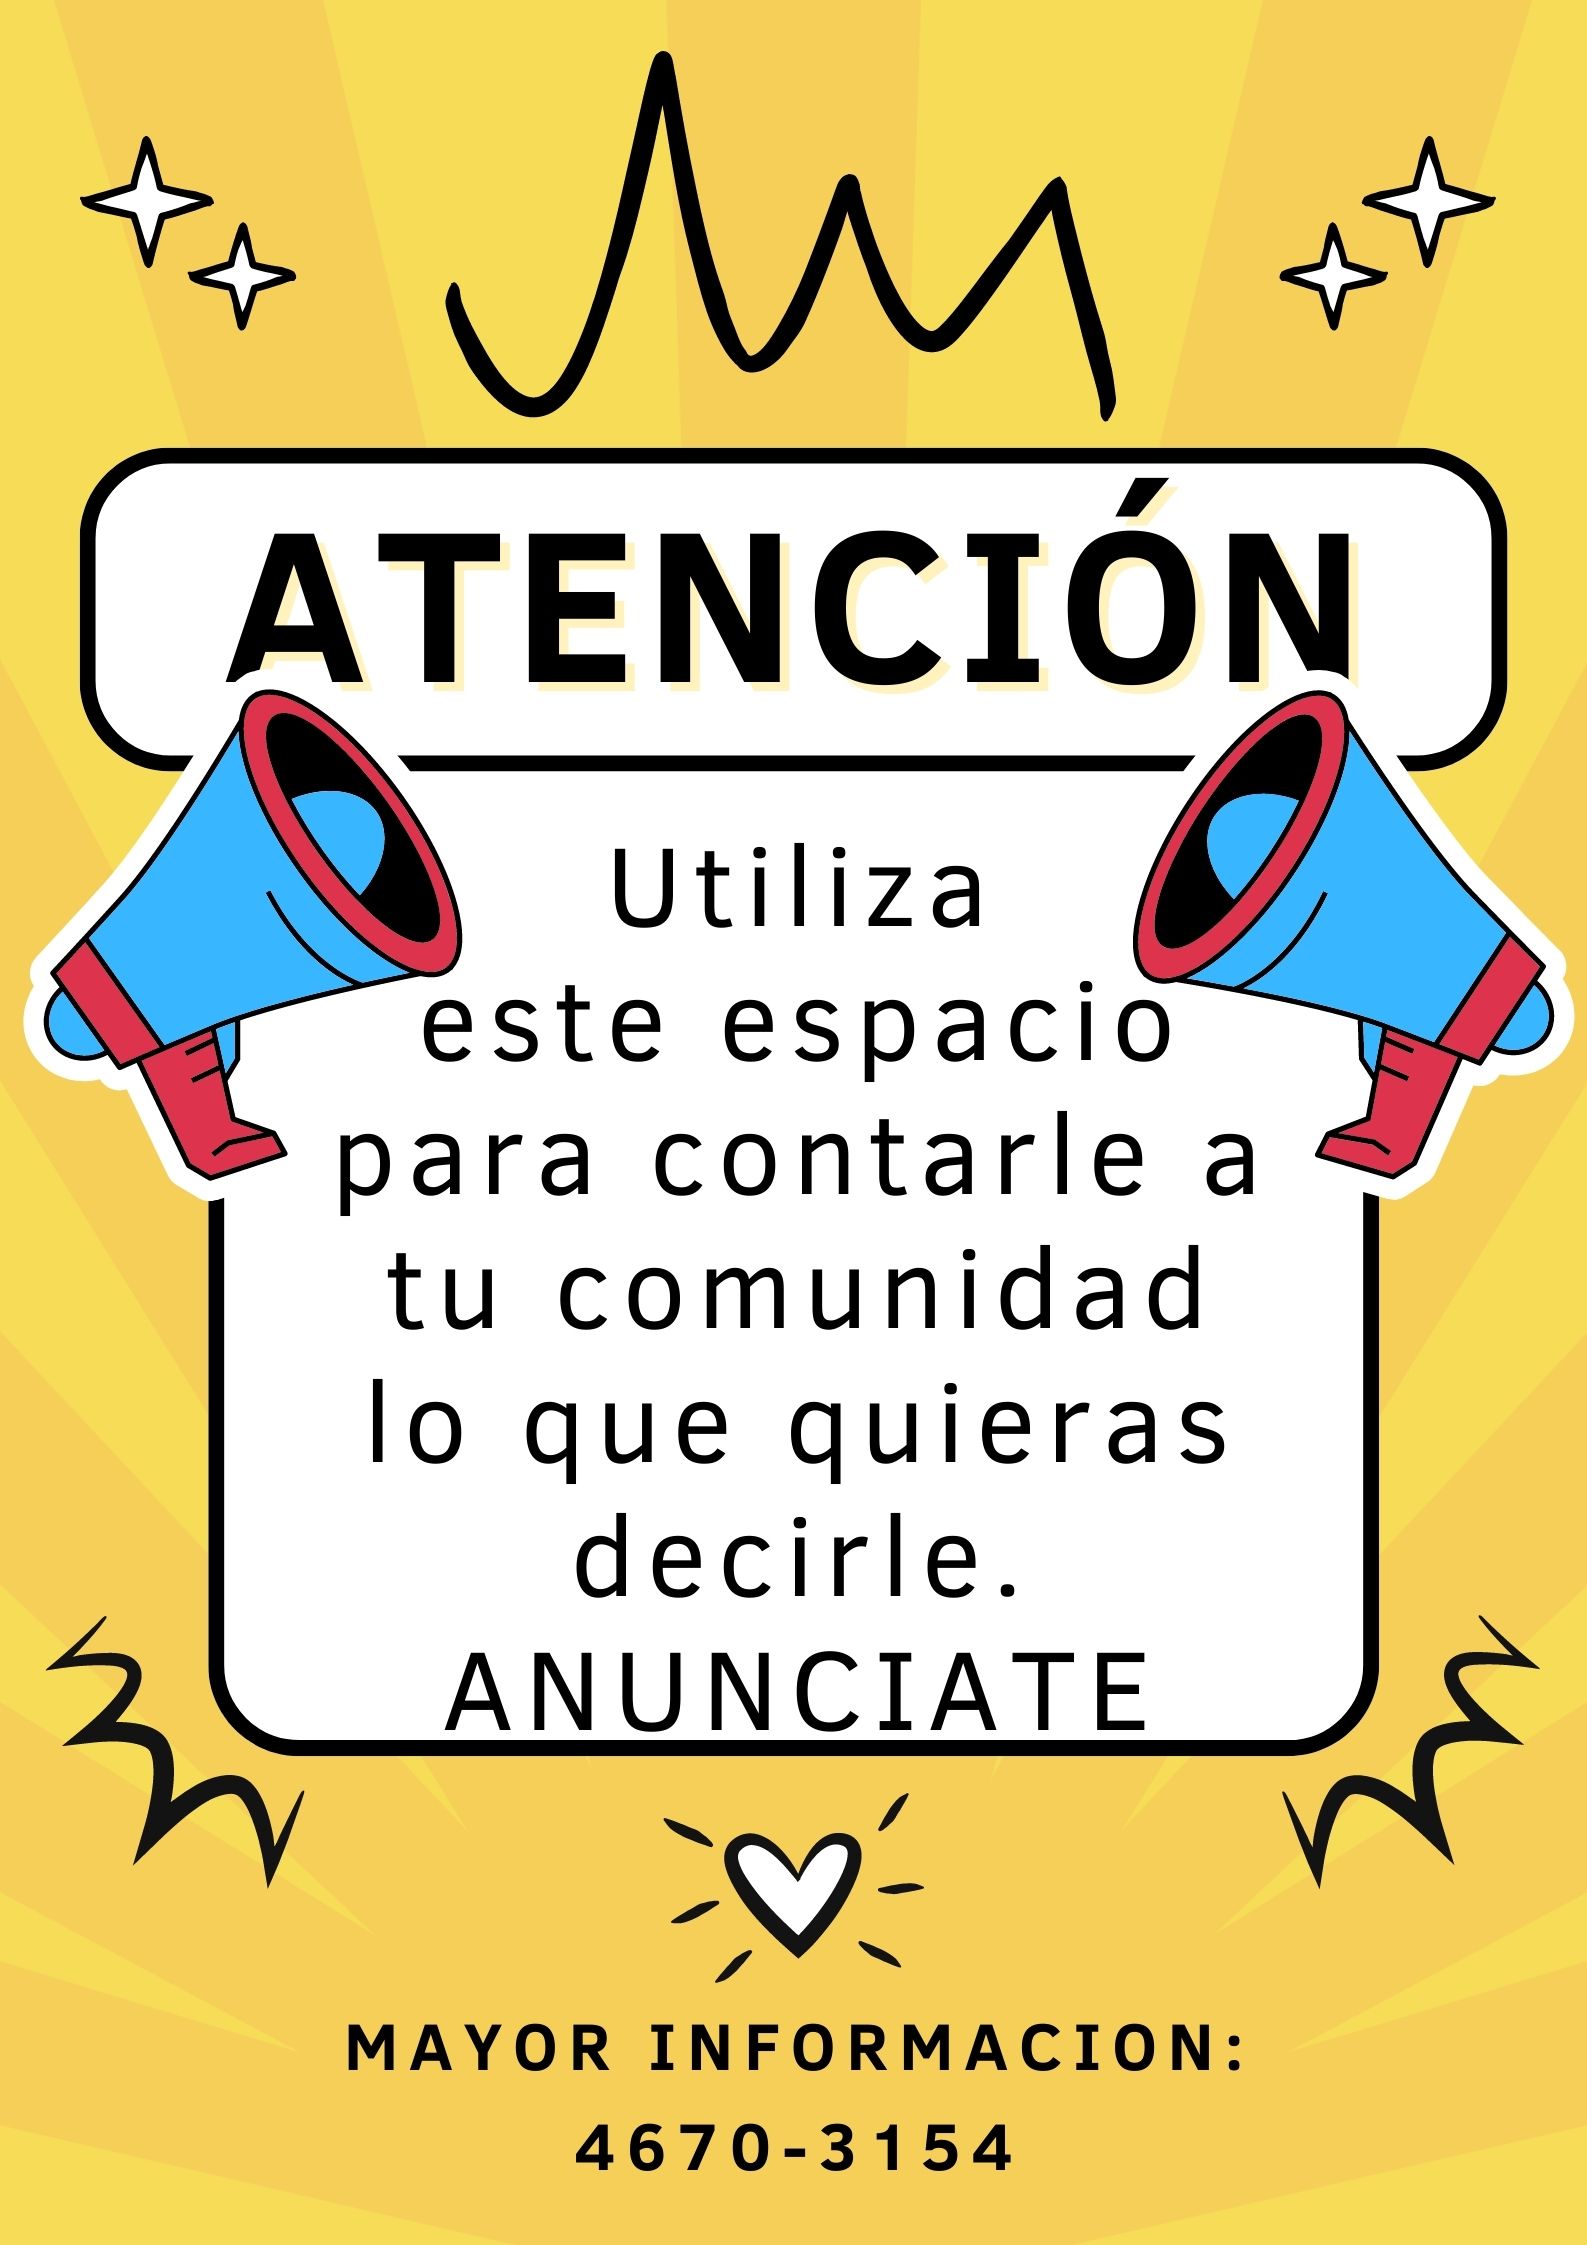 ATENCIÓN
Utiliza
este espacio
para contarle a
tu comunidad
lo que quieras
decirle.
ANUNCIATE
MAYOR INFORMACION:
4670-3154